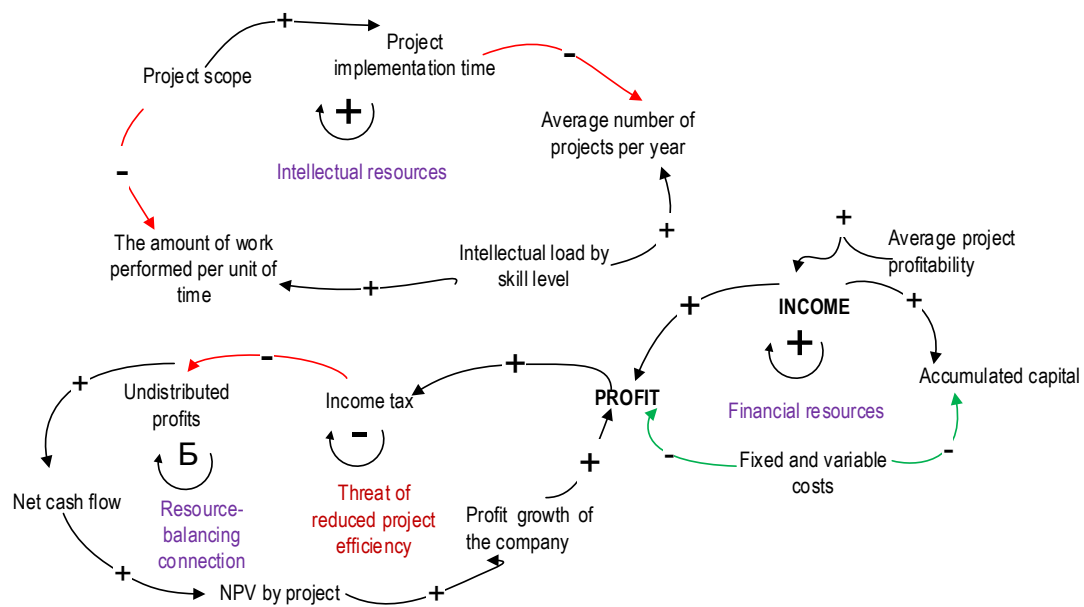 +
Project
implementation time
-
Project scope
+
Average number of
projects per year
-
Intellectual resources
The amount of work
performed per unit of
time
+
Intellectual load by
skill level
+
+
Average project
profitability
INCOME
+
+
+
Accumulated capital
PROFIT
Financial resources
-
Fixed and variable
costs
-
+
-
+
Undistributed
profits
Income tax
Б
-
Net cash flow
Resource-
balancing
connection
Threat of
reduced project
efficiency
+
Profit growth of
the company
+
NPV by project
+